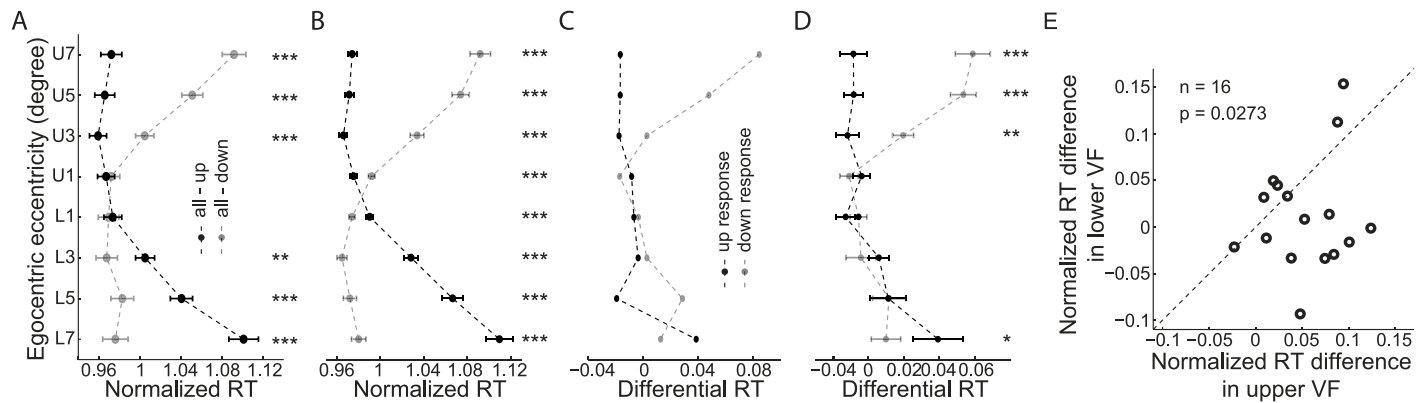 A
B
C
D
E
Egocentric eccentricity (degree)
U7
U5
U3
U1
L1
L3
L5
L7
0.96 1 1.04 1.08 1.12
Normalized RT
all – up
all – down
***
***
***
**
***
***
0.96 1 1.04 1.08 1.12
Normalized RT
***
***
***
***
***
***
***
***
−0.04 0 0.04 0.08
Differential RT
up response
down response
−0.04 0 0.020.04 0.06
Differential RT
***
***
**
*
n = 16
p = 0.0273
Normalized RT difference
in lower VF
0.15
0.10
0.05
0
−0.05
−0.1
−0.1 −0.05 0 0.05 0.10 0.15
Normalized RT difference
in upper VF